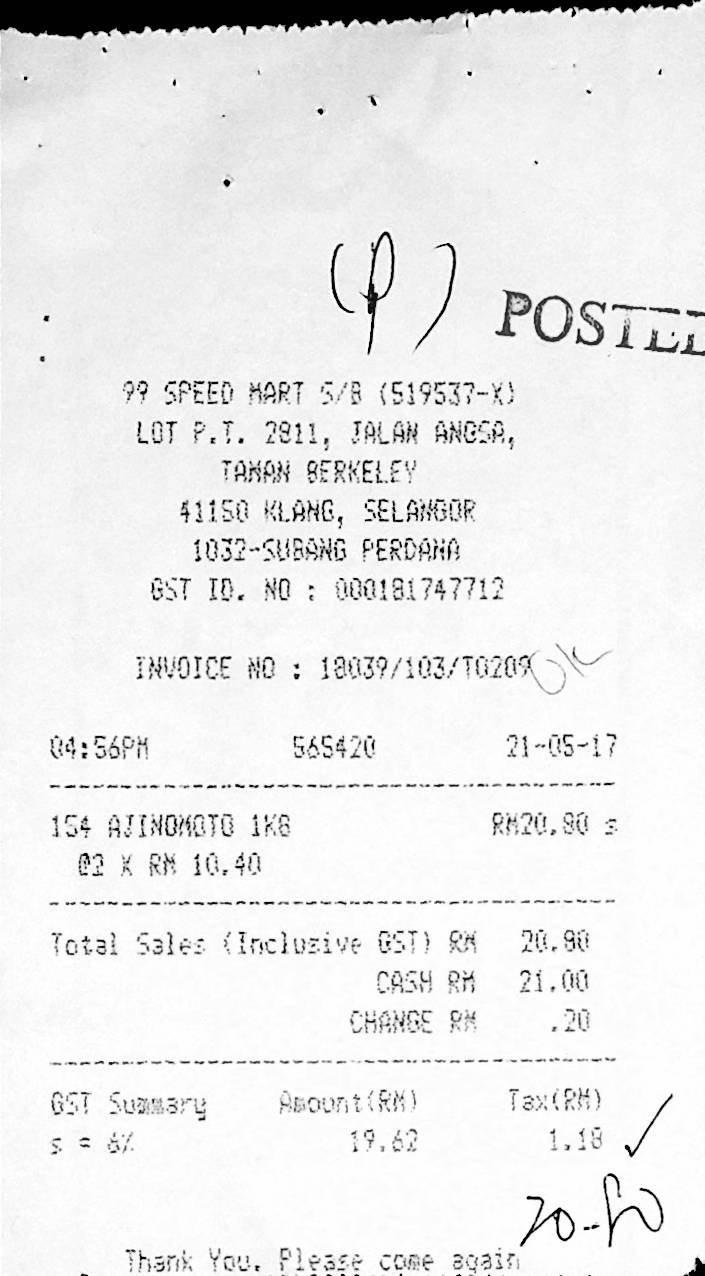 (P)
POSTED
99 SPEED MART S/B (519537-X)
LOT P.T. 2811, JALAN ANGSA,
TAMAN BERKELEY
41150 KLANG, SELANGOR
1032-SUBANG PERDANA
GST ID. NO : 000181747712
INVOICE NO : 18039/103/T0209 OK
04:56PM 565420 21-05-17
154 AJINOMOTO 1KG RM20.80 s
@2 X RM 10.40
Total Sales (Inclusive GST) RM 20.80
CASH RM 21.00
CHANGE RM .20
GST Summary Amount(RM) Tax(RM)
s = 6% 19.62 1.18
20-80
Thank You. Please come again